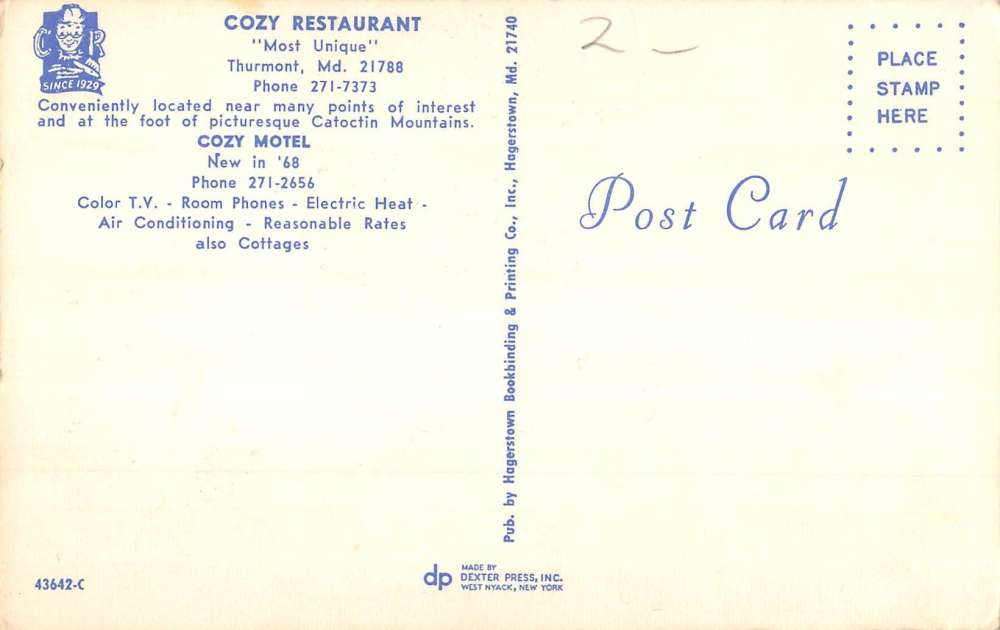 C R
SINCE 1929
COZY RESTAURANT
"Most Unique"
Thurmont, Md. 21788
Phone 271-7373
Conveniently located near many points of interest
and at the foot of picturesque Catoctin Mountains.
COZY MOTEL
New in '68
Phone 271-2656
Color T.V. - Room Phones - Electric Heat -
Air Conditioning - Reasonable Rates
also Cottages
43642-C
Pub. by Hagerstown Bookbinding & Printing Co., Inc., Hagerstown, Md. 21740
dp
MADE BY
DEXTER PRESS, INC.
WEST NYACK, NEW YORK
2 -
PLACE
STAMP
HERE
Post Card